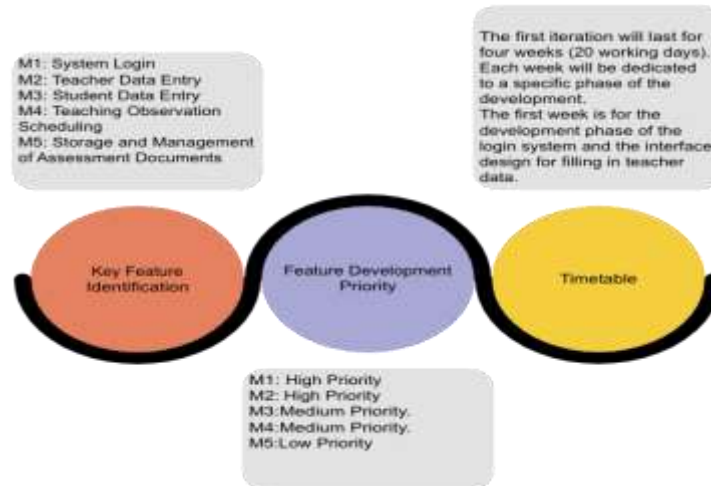 M1: System Login
M2: Teacher Data Entry
M3: Student Data Entry
M4: Teaching Observation
Scheduling
M5: Storage and Management
of Assessment Documents
The first iteration will last for
four weeks (20 working days).
Each week will be dedicated
to a specific phase of the
development.
The first week is for the
development phase of the
login system and the interface
design for filling in teacher
data.
Key Feature
Identification
Feature Development
Priority
Timetable
M1: High Priority
M2: High Priority
M3:Medium Priority.
M4: Medium Priority.
M5:Low Priority